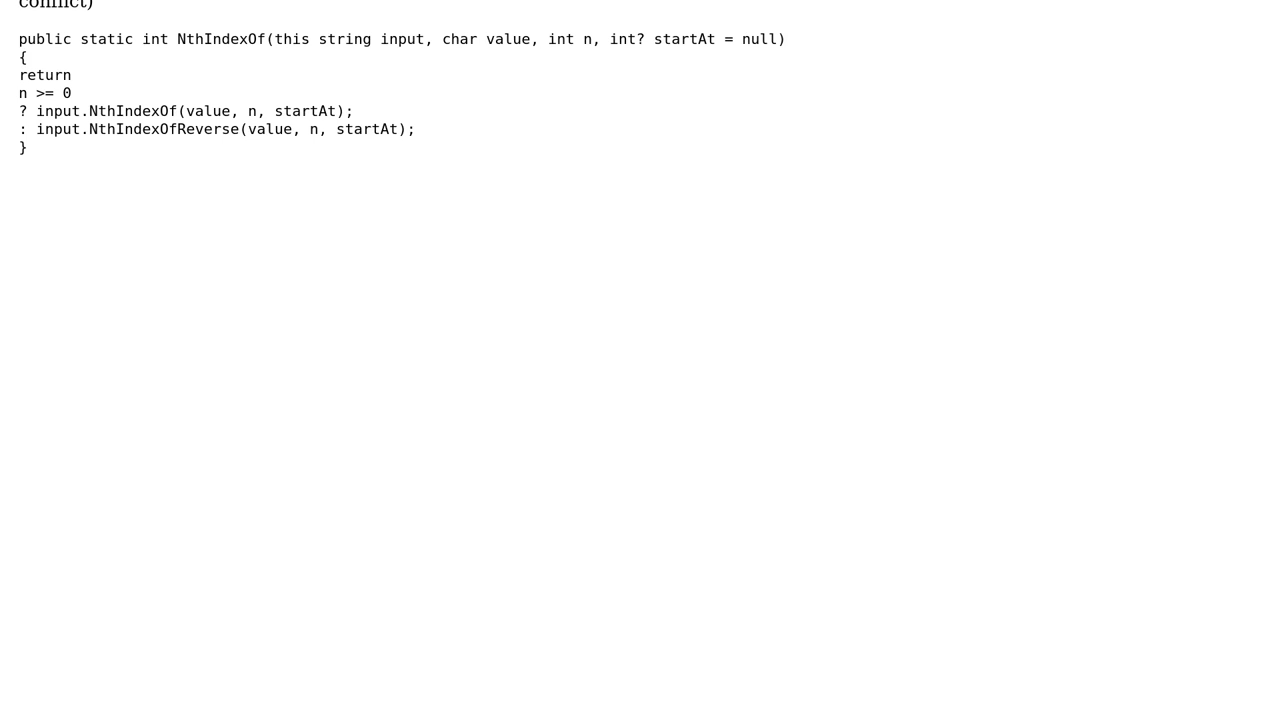 conflict)
public static int NthIndexOf(this string input, char value, int n, int? startAt = null)
{
return
n >= 0
? input.NthIndexOf(value, n, startAt);
: input.NthIndexOfReverse(value, n, startAt);
}